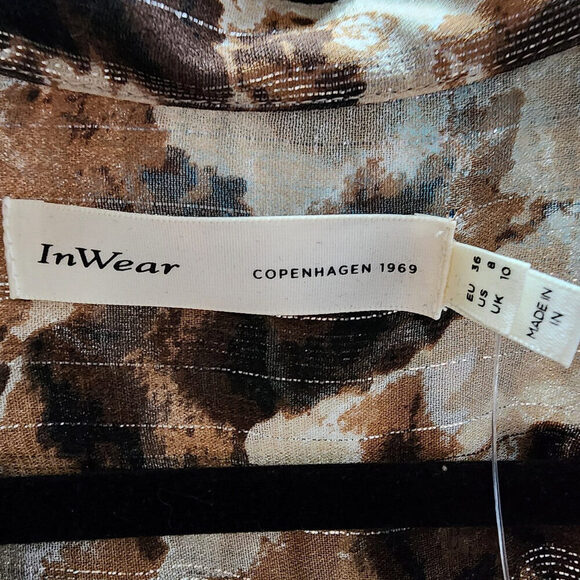 InWear
COPENHAGEN 1969
EU 36
US 8
UK 10
MADE IN
IN